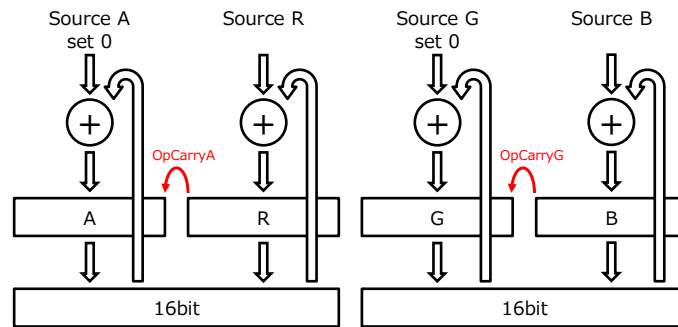 Source A
set 0
Source R
Source G
set 0
Source B
+
+
+
+
OpCarryA
OpCarryG
A
R
G
B
16bit
16bit